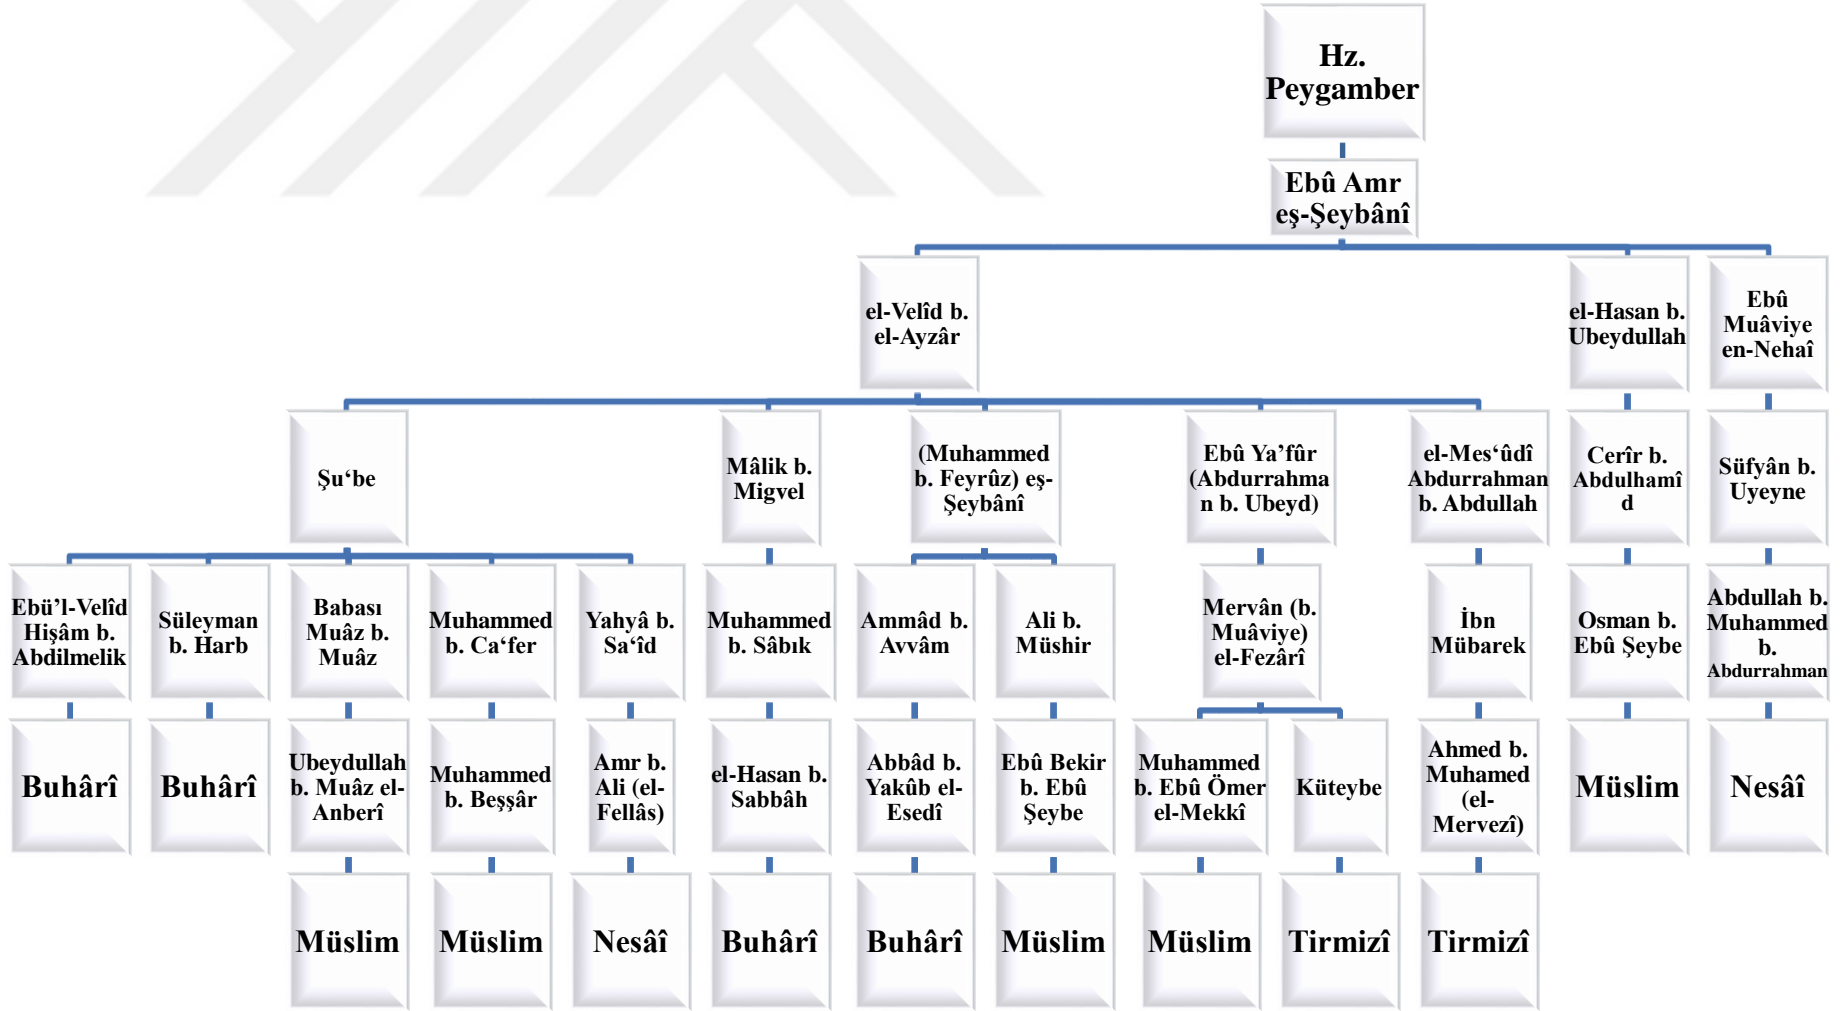 Hz.
Peygamber
Ebû Amr
eş-Şeybânî
el-Velîd b.
el-Ayzâr
el-Hasan b.
Ubeydullah
Ebû
Muâviye
en-Nehaî
Şu‘be
Mâlik b.
Migvel
(Muhammed
b. Feyrûz) eş-
Şeybânî
Ebû Ya’fûr
(Abdurrahma
n b. Ubeyd)
el-Mes‘ûdî
Abdurrahman
b. Abdullah
Cerîr b.
Abdulhamî
d
Süfyân b.
Uyeyne
Ebü’l-Velîd
Hişâm b.
Abdilmelik
Süleyman
b. Harb
Babası
Muâz b.
Muâz
Muhammed
b. Ca‘fer
Yahyâ b.
Sa‘îd
Muhammed
b. Sâbık
Ammâd b.
Avvâm
Ali b.
Müshir
Mervân (b.
Muâviye)
el-Fezârî
İbn
Mübarek
Osman b.
Ebû Şeybe
Abdullah b.
Muhammed
b.
Abdurrahman
Buhârî
Buhârî
Ubeydullah
b. Muâz el-
Anberî
Muhammed
b. Beşşâr
Amr b.
Ali (el-
Fellâs)
el-Hasan b.
Sabbâh
Abbâd b.
Yakûb el-
Esedî
Ebû Bekir
b. Ebû
Şeybe
Muhammed
b. Ebû Ömer
el-Mekkî
Küteybe
Ahmed b.
Muhamed
(el-
Mervezî)
Müslim
Nesâî
Müslim
Müslim
Nesâî
Buhârî
Buhârî
Müslim
Müslim
Tirmizî
Tirmizî